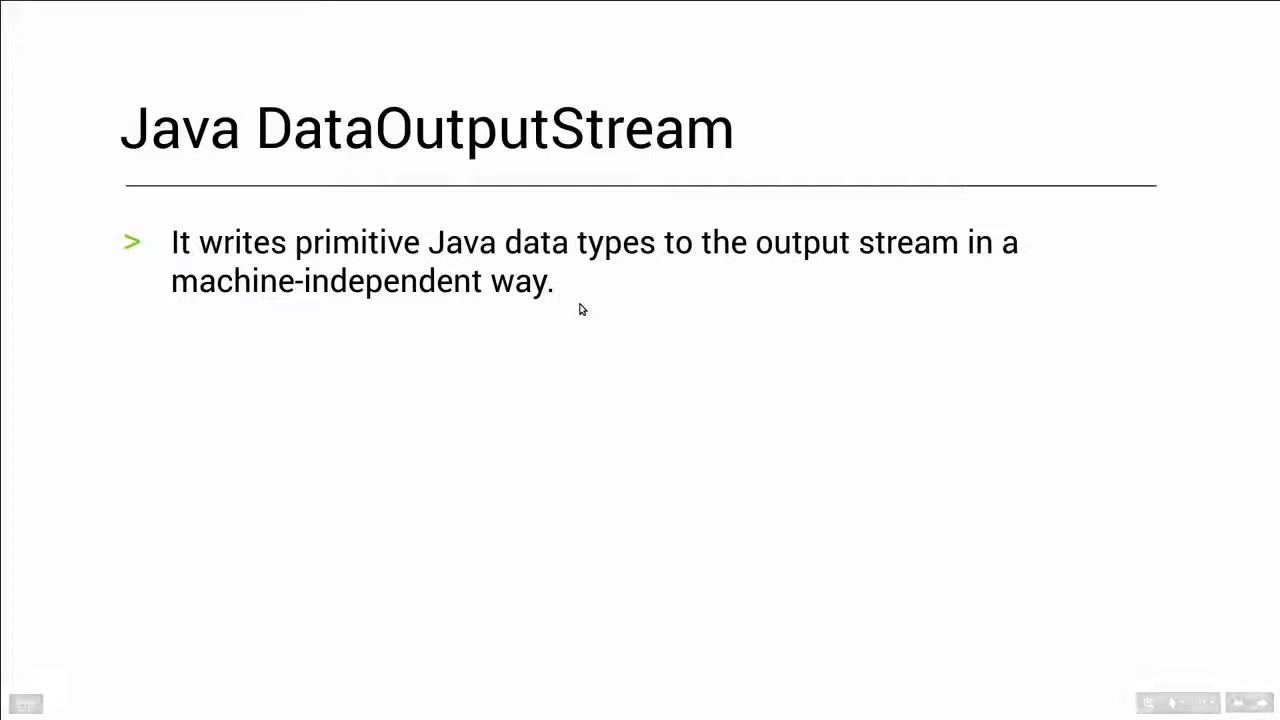 Java DataOutputStream
> It writes primitive Java data types to the output stream in a
machine-independent way.